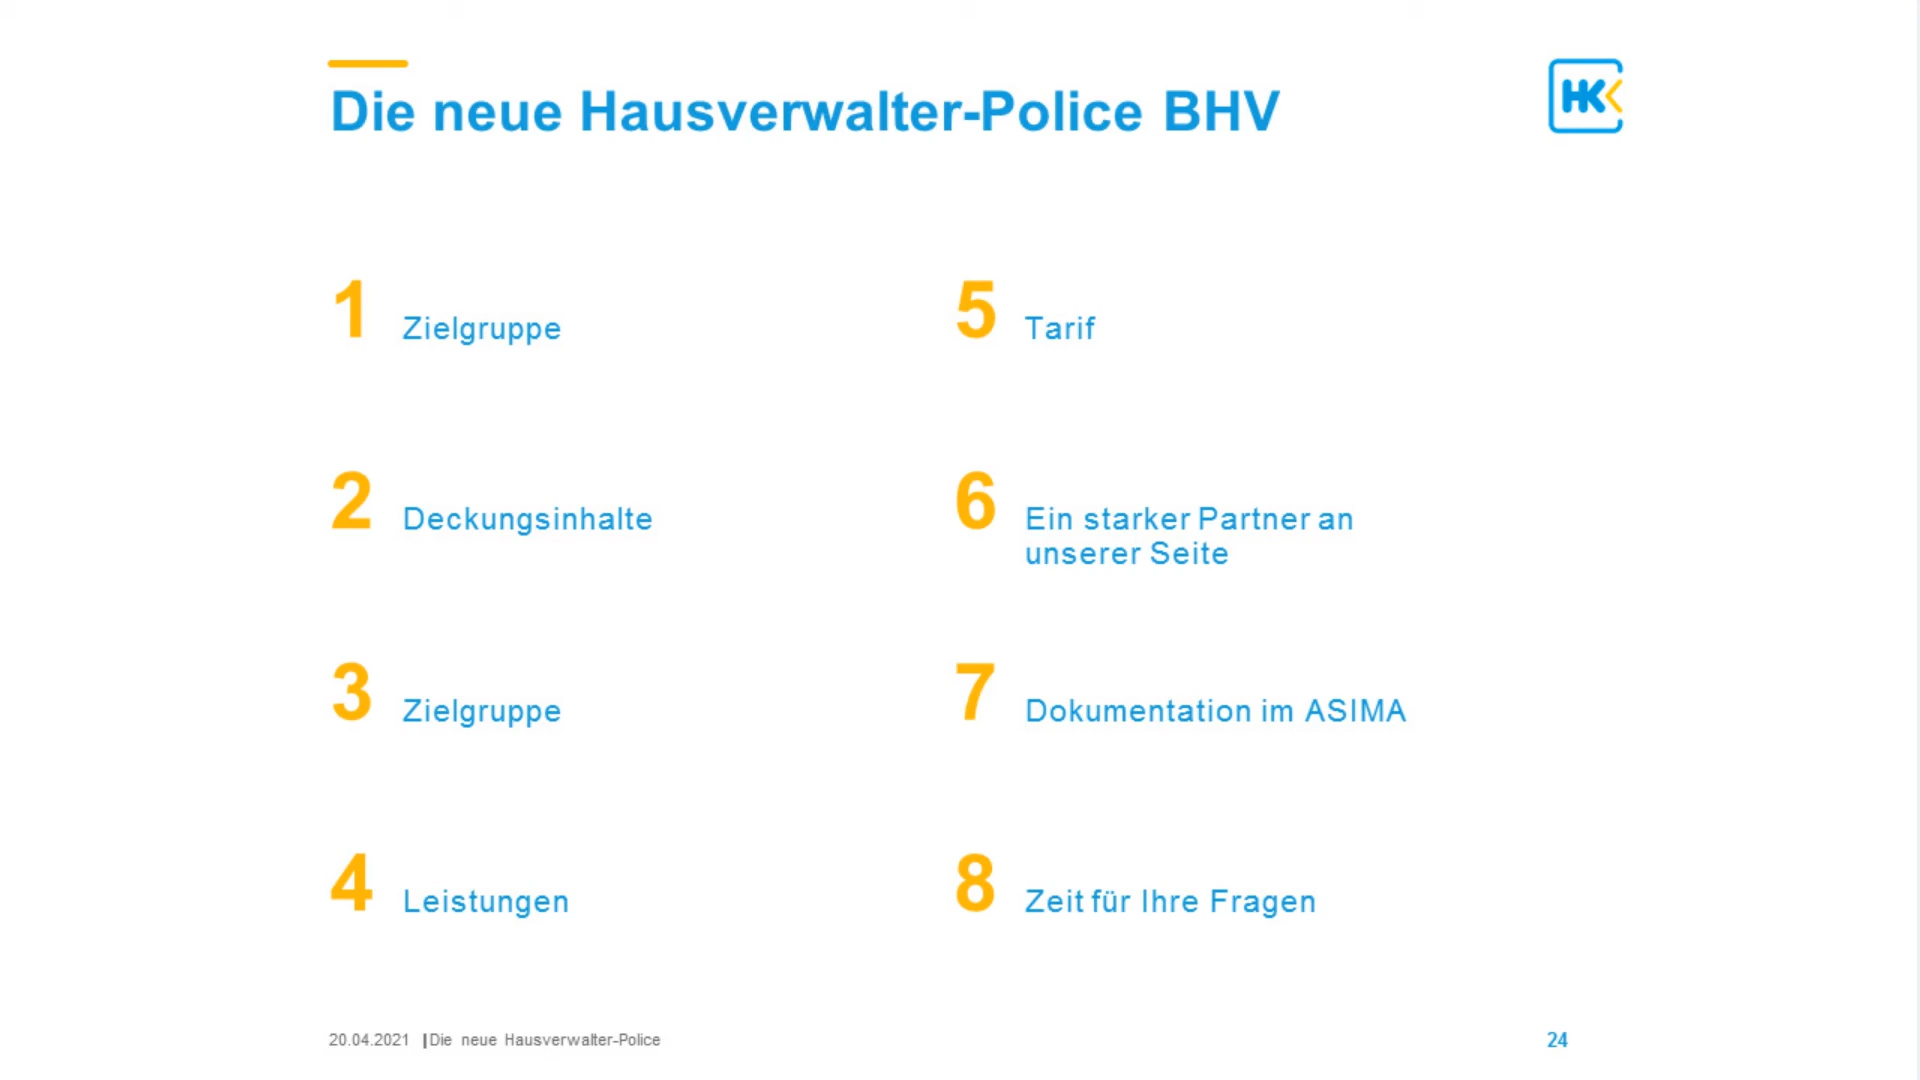 Die neue Hausverwalter-Police BHV
HK
1 Zielgruppe
2 Deckungsinhalte
3 Zielgruppe
4 Leistungen
5 Tarif
6 Ein starker Partner an
unserer Seite
7 Dokumentation im ASIMA
8 Zeit für Ihre Fragen
20.04.2021 | Die neue Hausverwalter-Police
24